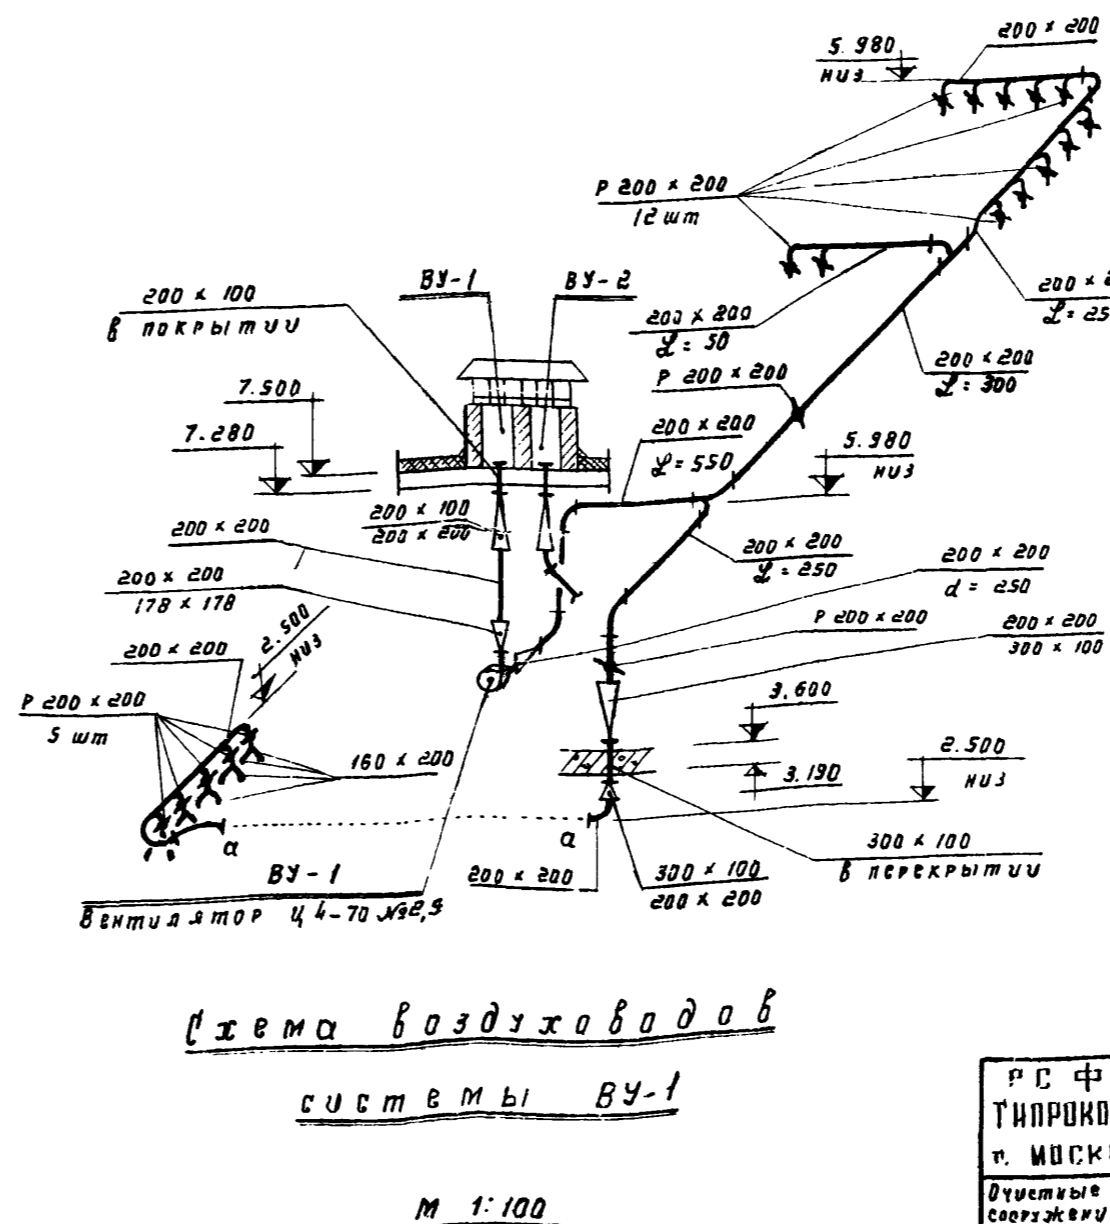 200 × 200
5.980
НИЗ
Р 200 × 200
12 шт
ВУ-1
ВУ-2
200 × 100
в покрытии
200 × 200
L = 50
200 × 2
L = 25
200 × 200
L = 300
Р 200 × 200
7.500
7.280
200 × 200
L = 550
5.980
НИЗ
200 × 100
200 × 200
200 × 200
200 × 200
178 × 178
200 × 200
L = 250
200 × 200
d = 250
Р 200 × 200
200 × 200
300 × 100
2.500
НИЗ
200 × 200
Р 200 × 200
5 шт
160 × 200
3.600
3.190
2.500
НИЗ
а
а
300 × 100
в перекрытии
200 × 200
300 × 100
200 × 200
ВУ-1
Вентилятор Ц 4-70 №2,5
Схема воздуховодов
системы ВУ-1
М 1:100
РСФ
ГИПРОКО
г. МОСК
Очистные
сооружени